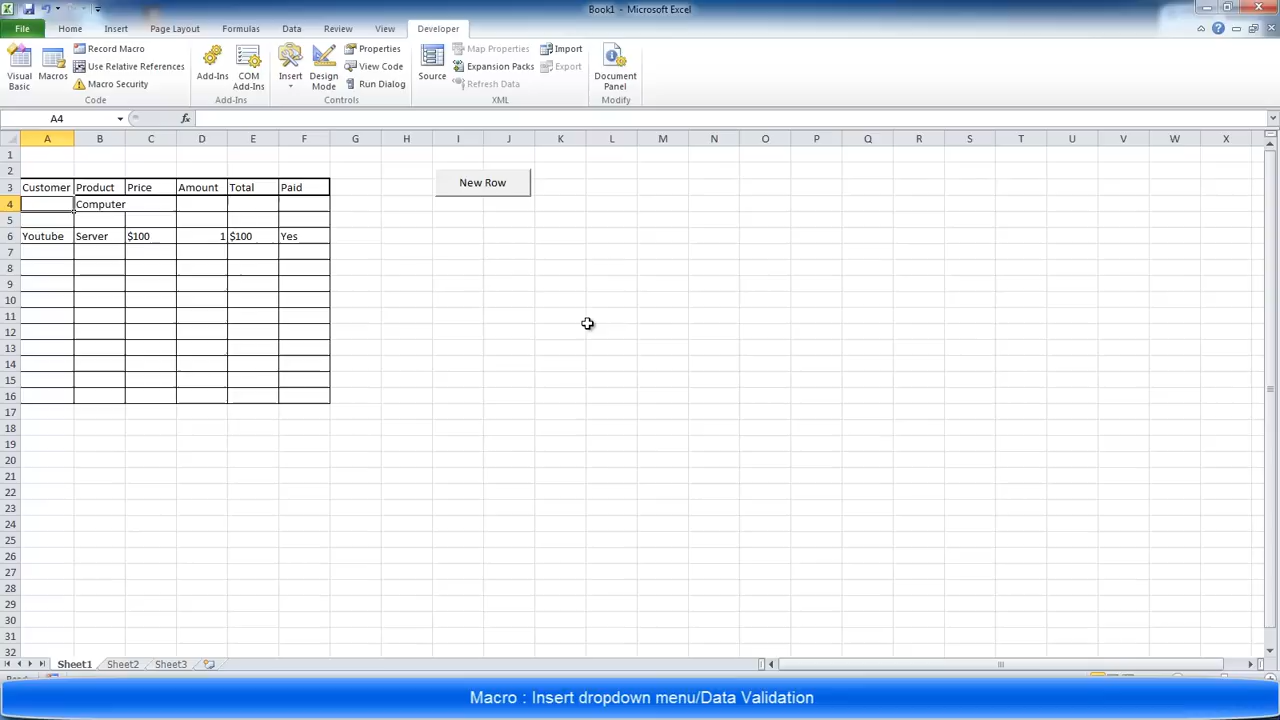 Book1 - Microsoft Excel
File Home Insert Page Layout Formulas Data Review View Developer
Visual Basic
Macros
Record Macro
Use Relative References
Macro Security
Code
Add-Ins
COM Add-Ins
Add-Ins
Insert
Design Mode
Properties
View Code
Run Dialog
Controls
Source
Map Properties
Expansion Packs
Refresh Data
Import
Export
XML
Document Panel
Modify
A4 fx
A B C D E F G H I J K L M N O P Q R S T U V W X
1
2
3 Customer Product Price Amount Total Paid New Row
4 Computer
5
6 Youtube Server $100 1 $100 Yes
7
8
9
10
11
12
13
14
15
16
17
18
19
20
21
22
23
24
25
26
27
28
29
30
31
32
Sheet1 Sheet2 Sheet3
Macro : Insert dropdown menu/Data Validation